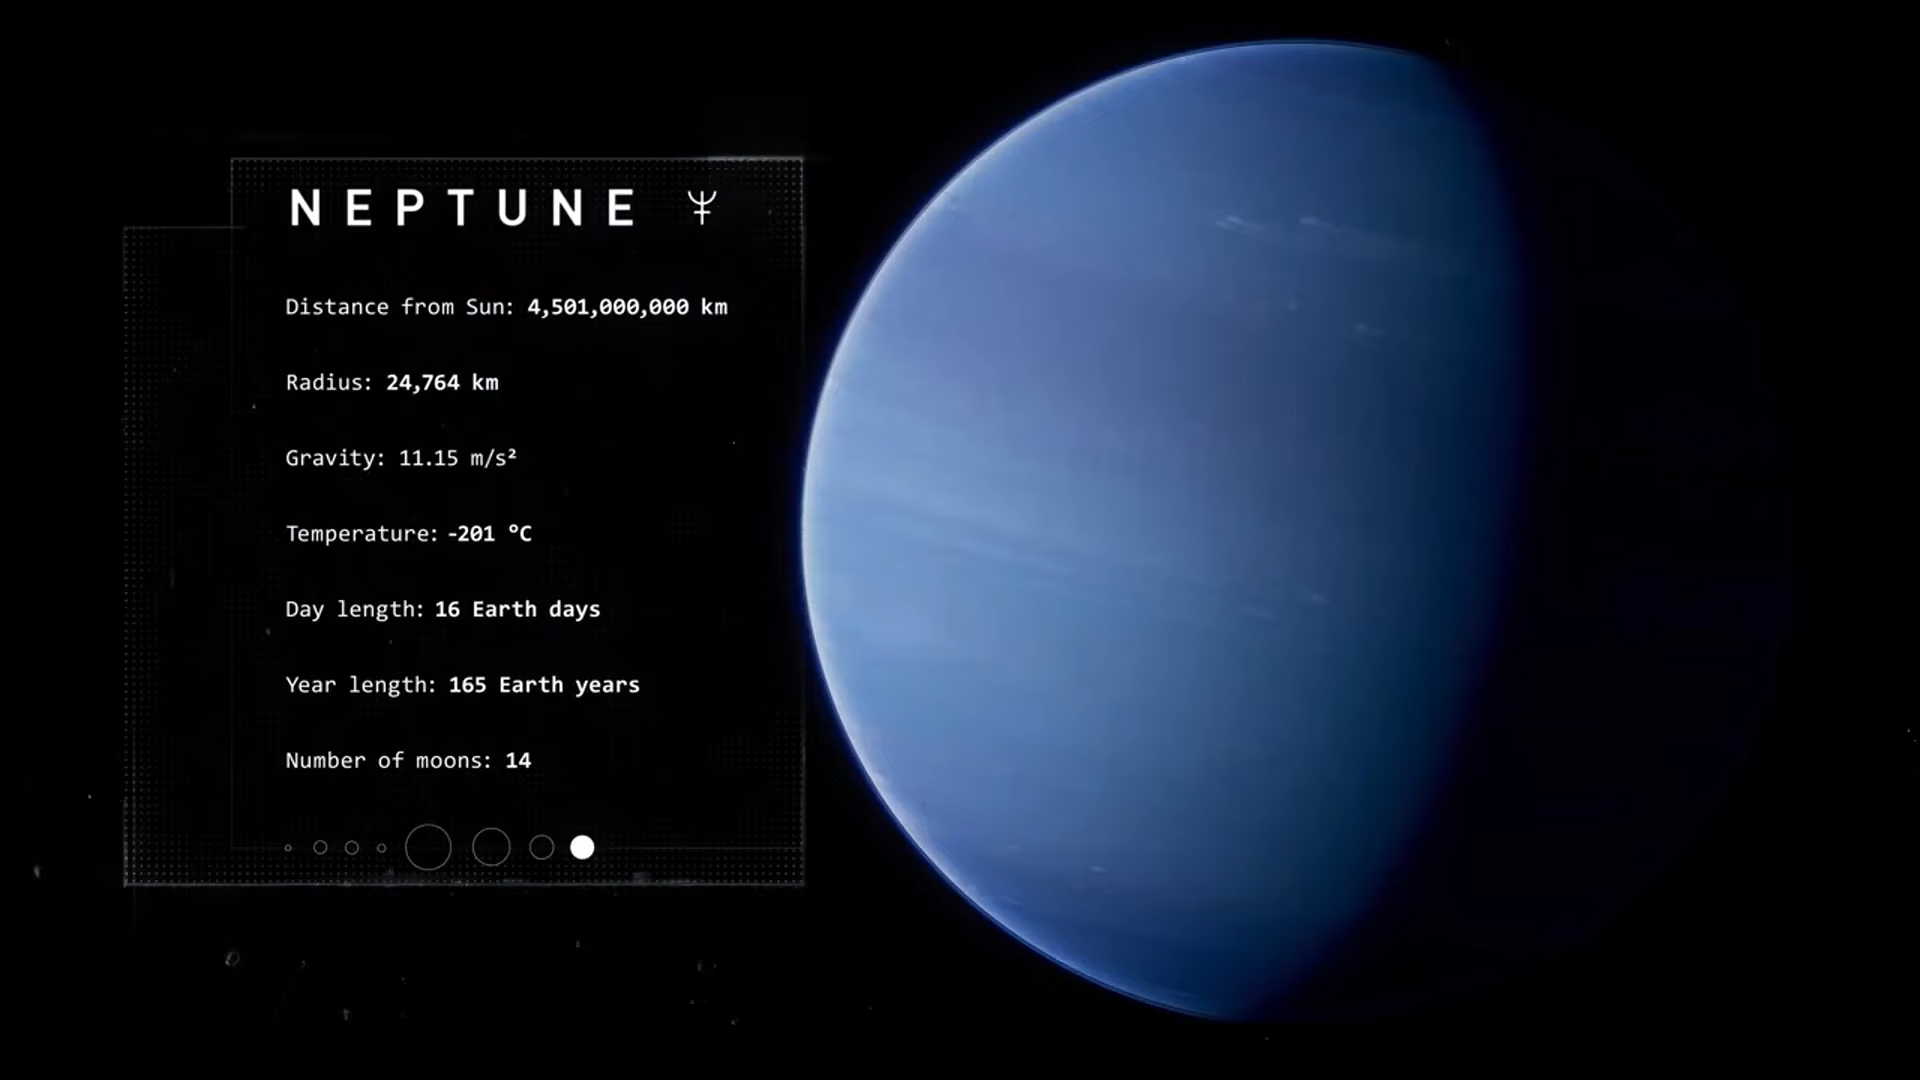 NEPTUNE ♆
Distance from Sun: 4,501,000,000 km
Radius: 24,764 km
Gravity: 11.15 m/s²
Temperature: -201 °C
Day length: 16 Earth days
Year length: 165 Earth years
Number of moons: 14